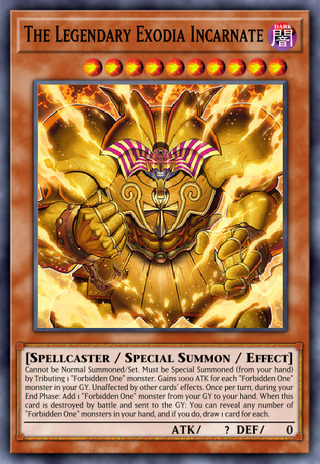 The Legendary Exodia Incarnate
DARK
闇
[Spellcaster / Special Summon / Effect]
Cannot be Normal Summoned/Set. Must be Special Summoned (from your hand)
by Tributing 1 "Forbidden One" monster. Gains 1000 ATK for each "Forbidden One"
monster in your GY. Unaffected by other cards' effects. Once per turn, during your
End Phase: Add 1 "Forbidden One" monster from your GY to your hand. When this
card is destroyed by battle and sent to the GY: You can reveal any number of
"Forbidden One" monsters in your hand, and if you do, draw 1 card for each.
ATK/ ? DEF/ 0